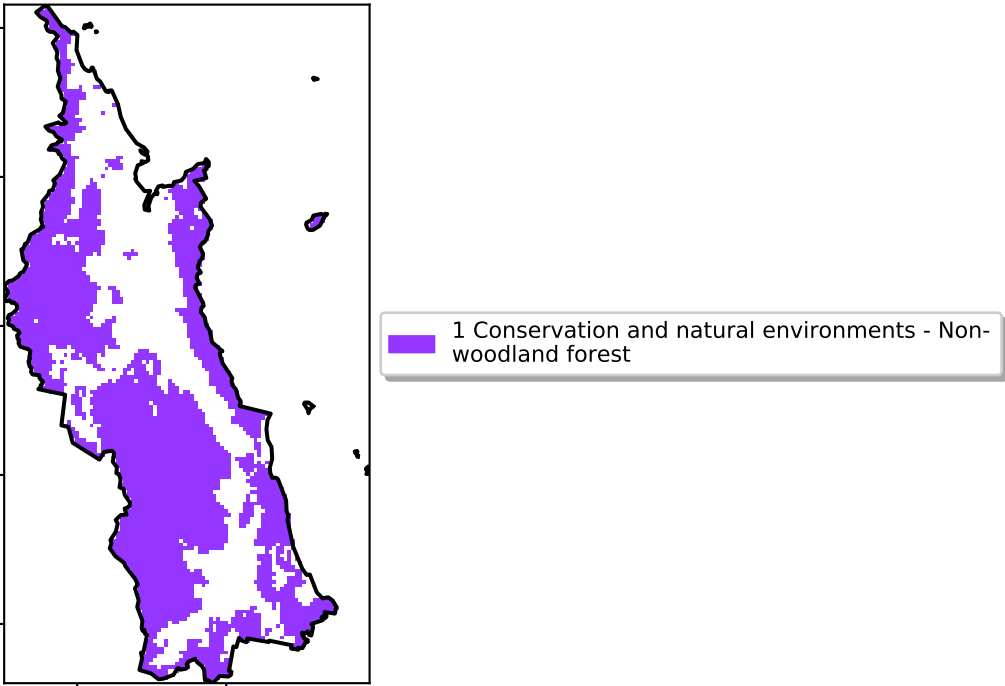 1 Conservation and natural environments - Non-
woodland forest